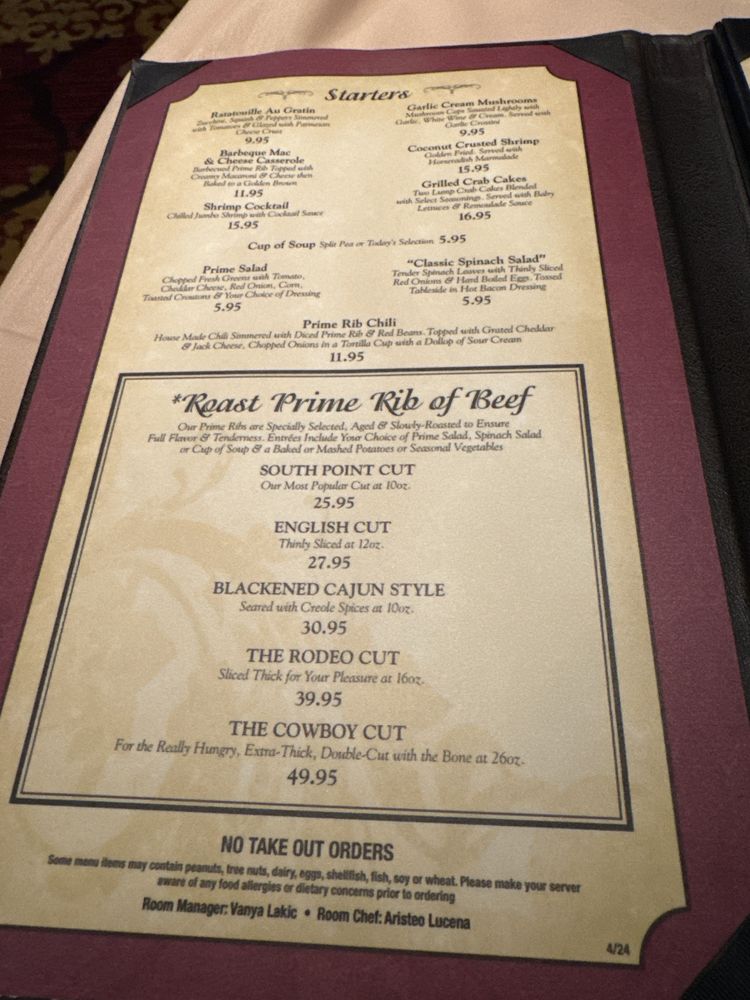 Starters
Ratatouille Au Gratin
Zucchini, Squash & Peppers Simmered
with Tomatoes & Glazed with Parmesan
Cheese Crust
9.95
Barbeque Mac
& Cheese Casserole
Barbecued Prime Rib Topped with
Creamy Macaroni & Cheese then
Baked to a Golden Brown
11.95
Shrimp Cocktail
Chilled Jumbo Shrimp with Cocktail Sauce
15.95
Garlic Cream Mushrooms
Mushroom Caps Sautéed Lightly with
Garlic, White Wine & Cream. Served with
Garlic Crostini
9.95
Coconut Crusted Shrimp
Golden Fried. Served with
Horseradish Marmalade
15.95
Grilled Crab Cakes
Two Lump Crab Cakes Blended
with Select Seasonings. Served with Baby
Lettuces & Remoulade Sauce
16.95
Cup of Soup Split Pea or Today's Selection 5.95
Prime Salad
Chopped Fresh Greens with Tomato,
Cheddar Cheese, Red Onion, Corn,
Toasted Croutons & Your Choice of Dressing
5.95
"Classic Spinach Salad"
Tender Spinach Leaves with Thinly Sliced
Red Onions & Hard Boiled Eggs. Tossed
Tableside in Hot Bacon Dressing
5.95
Prime Rib Chili
House Made Chili Simmered with Diced Prime Rib & Red Beans. Topped with Grated Cheddar
& Jack Cheese, Chopped Onions in a Tortilla Cup with a Dollop of Sour Cream
11.95
*Roast Prime Rib of Beef
Our Prime Ribs are Specially Selected, Aged & Slowly-Roasted to Ensure
Full Flavor & Tenderness. Entrées Include Your Choice of Prime Salad, Spinach Salad
or Cup of Soup & a Baked or Mashed Potatoes or Seasonal Vegetables
SOUTH POINT CUT
Our Most Popular Cut at 10oz.
25.95
ENGLISH CUT
Thinly Sliced at 12oz.
27.95
BLACKENED CAJUN STYLE
Seared with Creole Spices at 10oz.
30.95
THE RODEO CUT
Sliced Thick for Your Pleasure at 16oz.
39.95
THE COWBOY CUT
For the Really Hungry, Extra-Thick, Double-Cut with the Bone at 26oz.
49.95
NO TAKE OUT ORDERS
Some menu items may contain peanuts, tree nuts, dairy, eggs, shellfish, fish, soy or wheat. Please make your server
aware of any food allergies or dietary concerns prior to ordering
Room Manager: Vanya Lakic • Room Chef: Aristeo Lucena
4/24